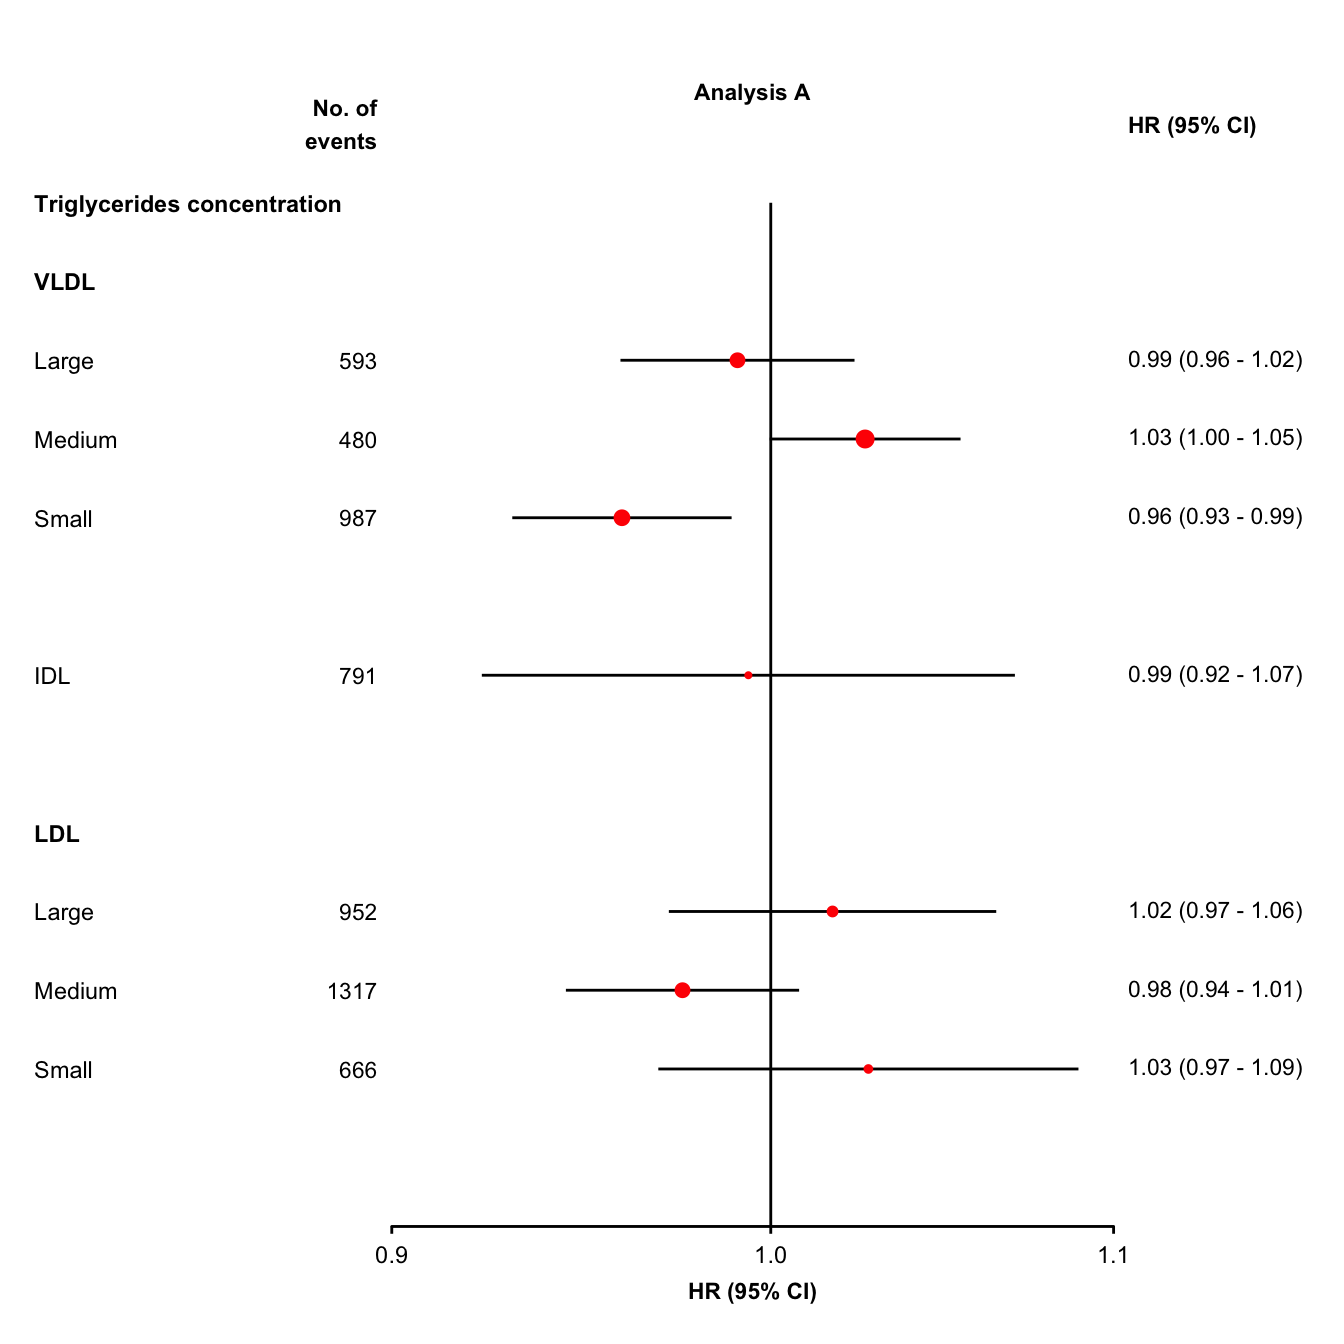 Analysis A
No. of
events
HR (95% CI)
Triglycerides concentration
VLDL
Large 593 0.99 (0.96 - 1.02)
Medium 480 1.03 (1.00 - 1.05)
Small 987 0.96 (0.93 - 0.99)
IDL 791 0.99 (0.92 - 1.07)
LDL
Large 952 1.02 (0.97 - 1.06)
Medium 1317 0.98 (0.94 - 1.01)
Small 666 1.03 (0.97 - 1.09)
0.9 1.0 1.1
HR (95% CI)